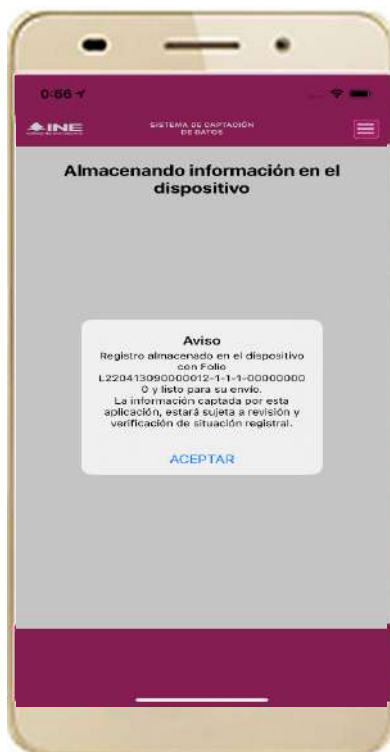 0:56
INE
SISTEMA DE CAPTACIÓN
DE DATOS
Almacenando información en el
dispositivo
Aviso
Registro almacenado en el dispositivo
con Folio
L220413090000012-1-1-1-00000000
0 y listo para su envío.
La información captada por esta
aplicación, estará sujeta a revisión y
verificación de situación registral.
ACEPTAR